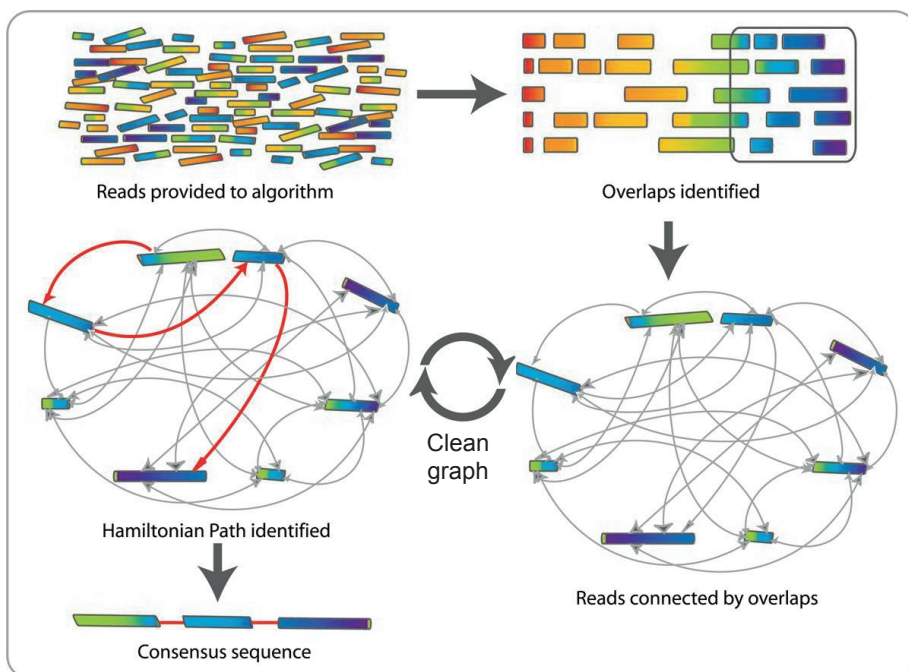 Reads provided to algorithm
Overlaps identified
Clean
graph
Hamiltonian Path identified
Reads connected by overlaps
Consensus sequence